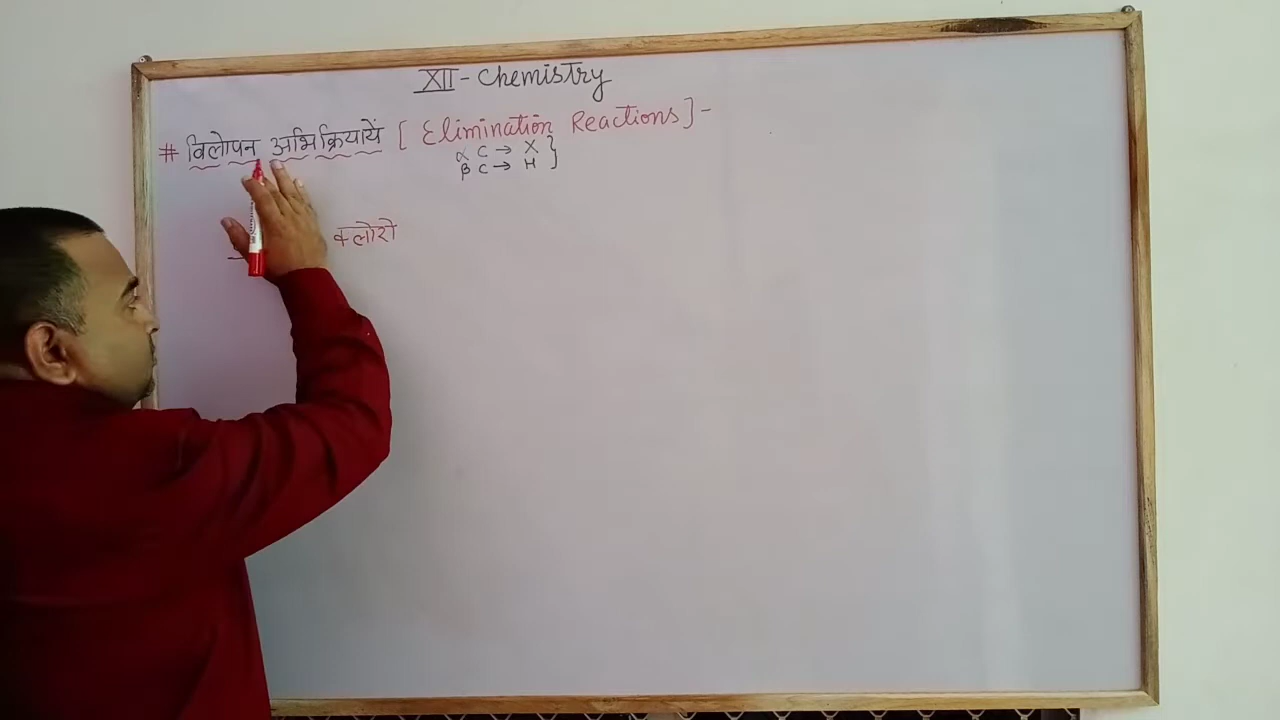 XII - Chemistry
# विलोपन अभिक्रियायें [ Elimination Reactions ] -
α C → X }
β C → H
क्लोरो